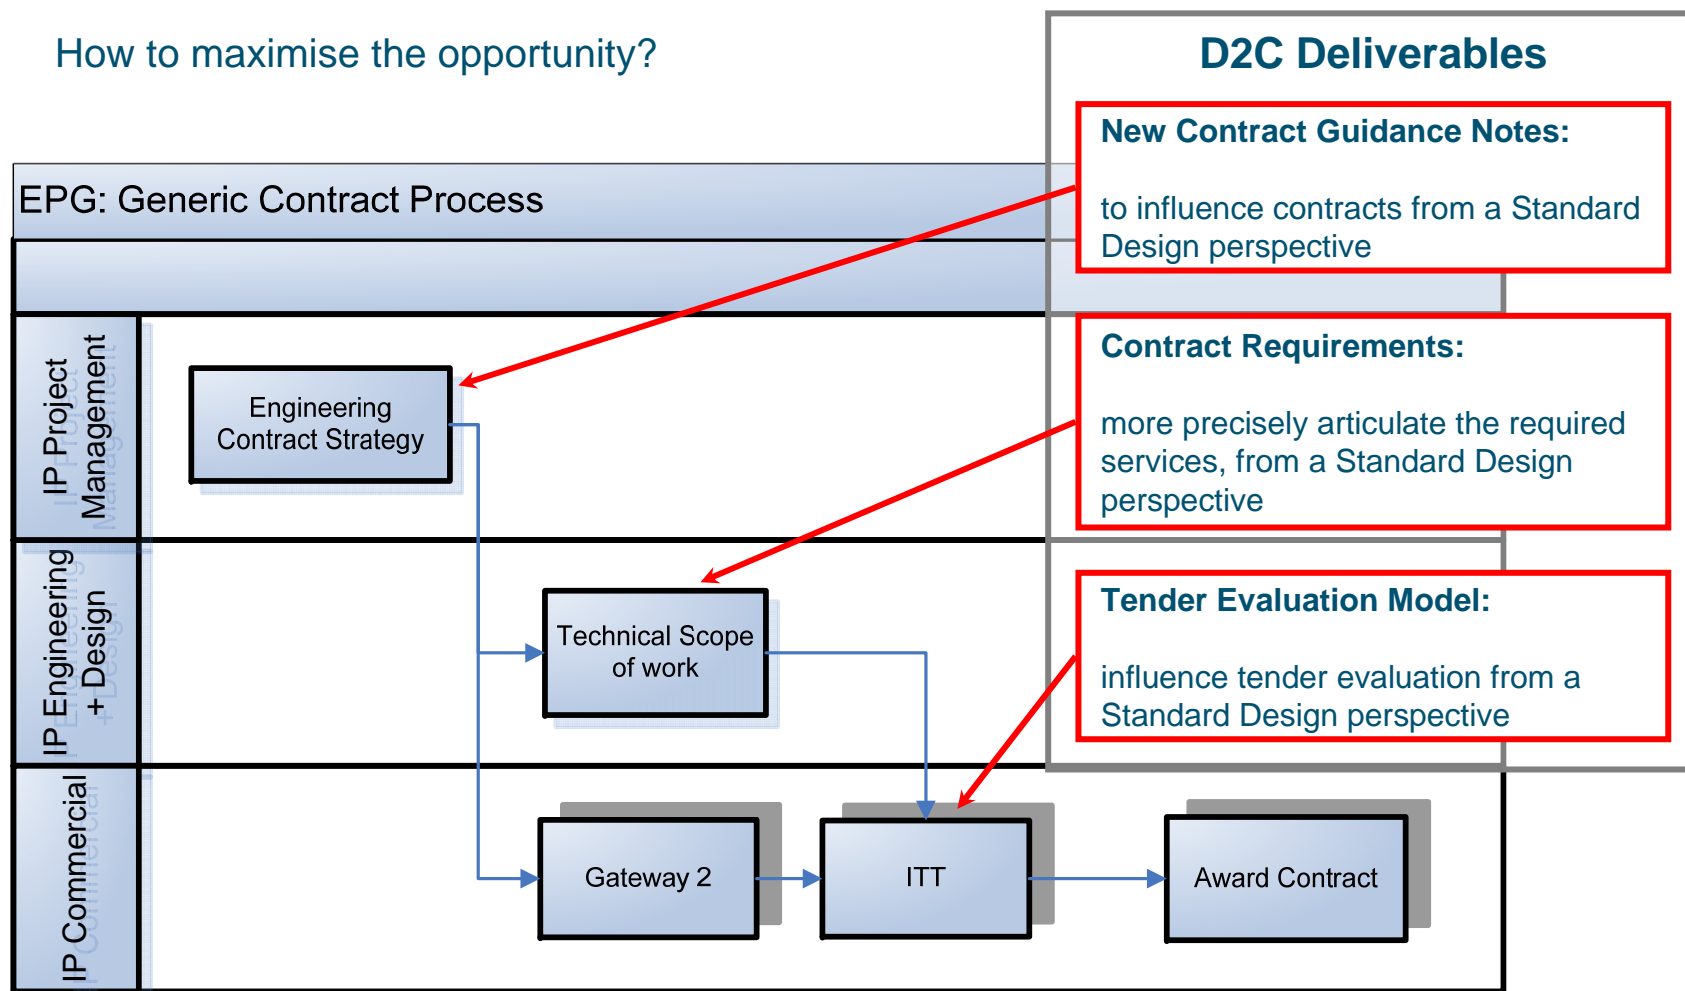 How to maximise the opportunity?
D2C Deliverables
New Contract Guidance Notes:
to influence contracts from a Standard
Design perspective
EPG: Generic Contract Process
Contract Requirements:
more precisely articulate the required
services, from a Standard Design
perspective
IP Project
Management
Engineering
Contract Strategy
IP Engineering
+ Design
Technical Scope
of work
Tender Evaluation Model:
influence tender evaluation from a
Standard Design perspective
IP Commercial
Gateway 2
ITT
Award Contract